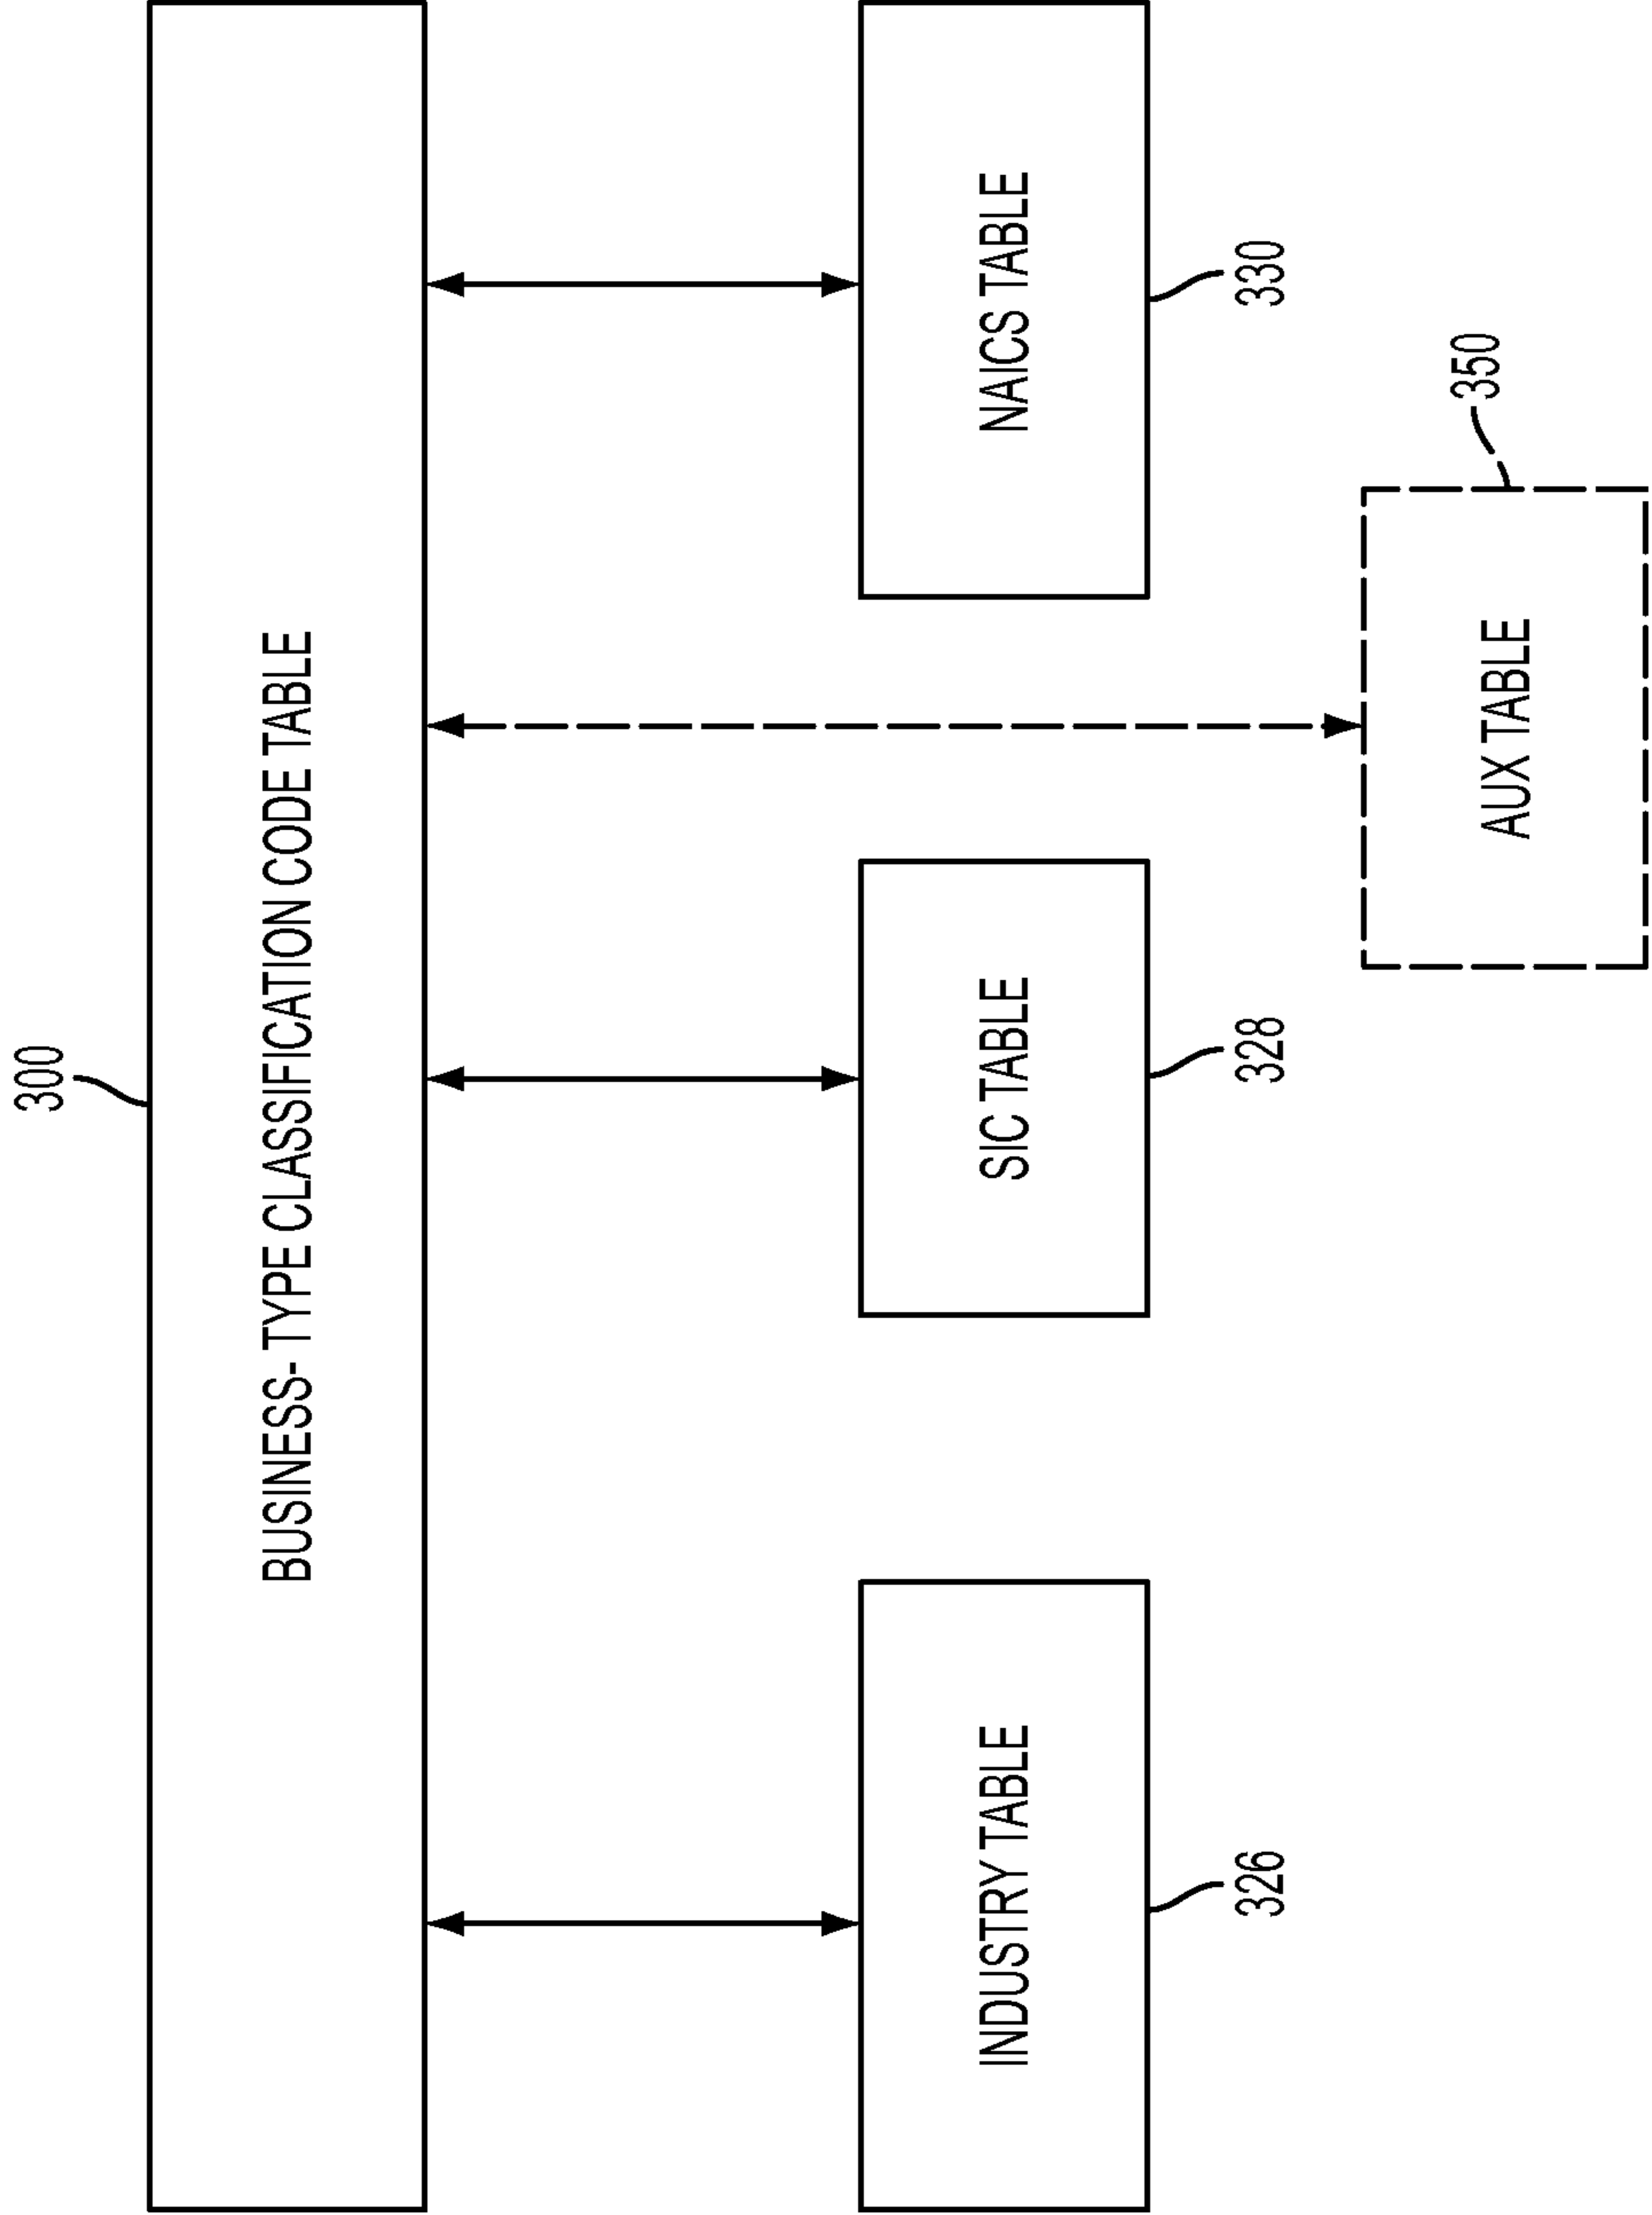 300
BUSINESS-TYPE CLASSIFICATION CODE TABLE
INDUSTRY TABLE
SIC TABLE
NAICS TABLE
326
328
330
AUX TABLE
350